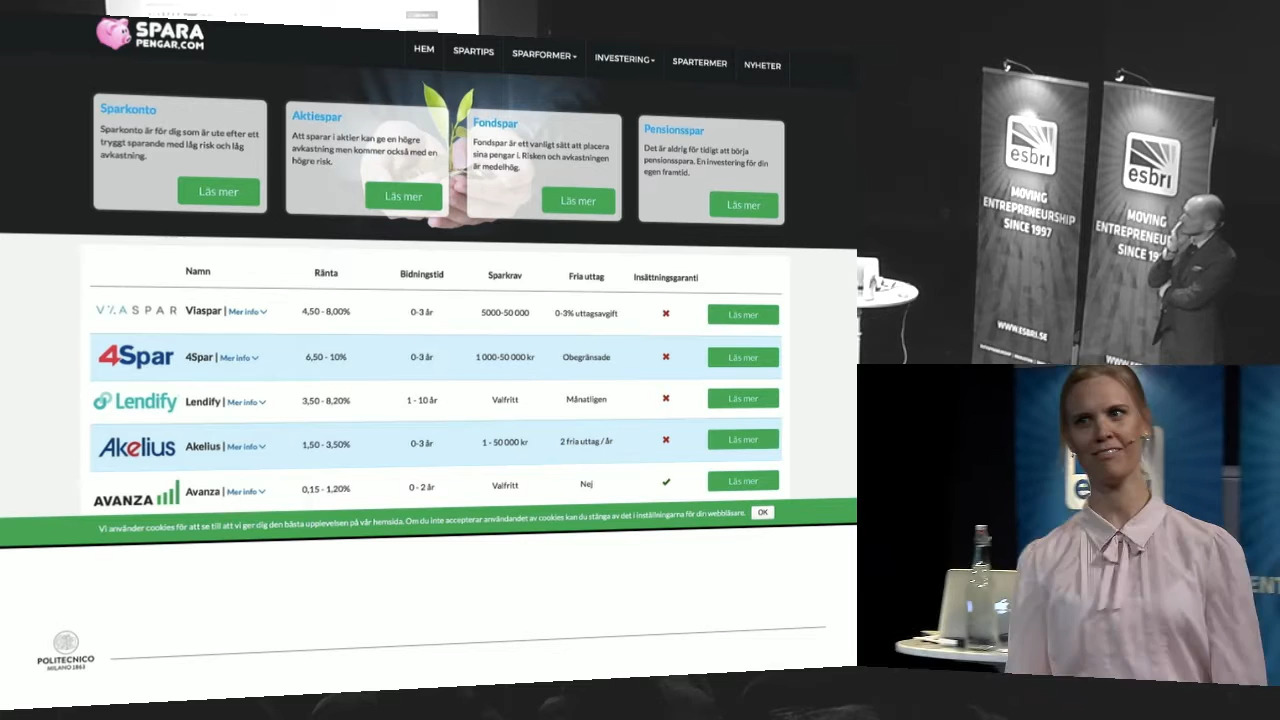 SPARA
PENGAR.COM
HEM
SPARTIPS
SPARFORMER
INVESTERING
SPARTERMER
NYHETER
Sparkonto
Sparkonto är för dig som är ute efter ett
tryggt sparande med låg risk och låg
avkastning.
Läs mer
Aktiespar
Att sparar i aktier kan ge en högre
avkastning men kommer också med en
högre risk.
Läs mer
Fondspar
Fondspar är ett vanligt sätt att placera
sina pengar i. Risken och avkastningen
är medelhög.
Läs mer
Pensionsspar
Det är aldrig för tidigt att börja
pensionsspara. En investering för din
egen framtid.
Läs mer
Namn Ränta Bidningstid Sparkrav Fria uttag Insättningsgaranti
VIASPAR Viaspar | Mer info 4,50 - 8,00% 0-3 år 5000-50 000 0-3% uttagsavgift Läs mer
4Spar 4Spar | Mer info 6,50 - 10% 0-3 år 1 000-50 000 kr Obegränsade Läs mer
Lendify Lendify | Mer info 3,50 - 8,20% 1 - 10 år Valfritt Månatligen Läs mer
Akelius Akelius | Mer info 1,50 - 3,50% 0-3 år 1 - 50 000 kr 2 fria uttag / år Läs mer
AVANZA Avanza | Mer info 0,15 - 1,20% 0 - 2 år Valfritt Nej Läs mer
Vi använder cookies för att se till att vi ger dig den bästa upplevelsen på vår hemsida. Om du inte accepterar användandet av cookies kan du stänga av det i inställningarna för din webbläsare. OK
POLITECNICO
MILANO 1863
esbri
MOVING
ENTREPRENEURSHIP
SINCE 1997
WWW.ESBRI.SE
esbri
MOVING
ENTREPRENEU
SINCE 19
e
ENT